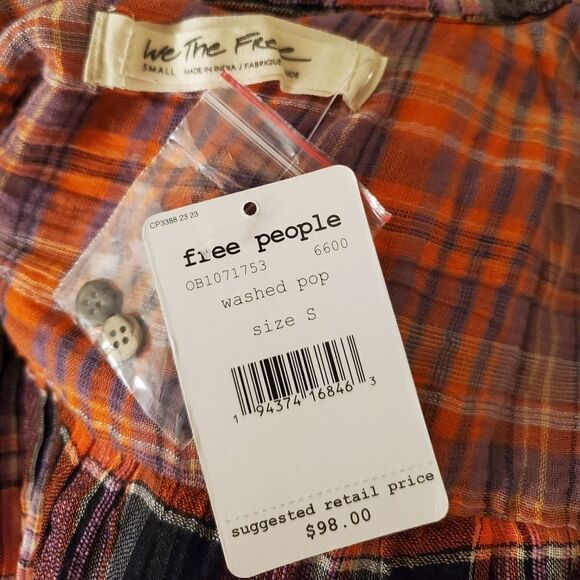 We The Free
SMALL MADE IN INDIA / FABRIQUÉ
CP3388 23 23
free people
OB1071753 6600
washed pop
size S
1 94374 16846 3
suggested retail price
$98.00